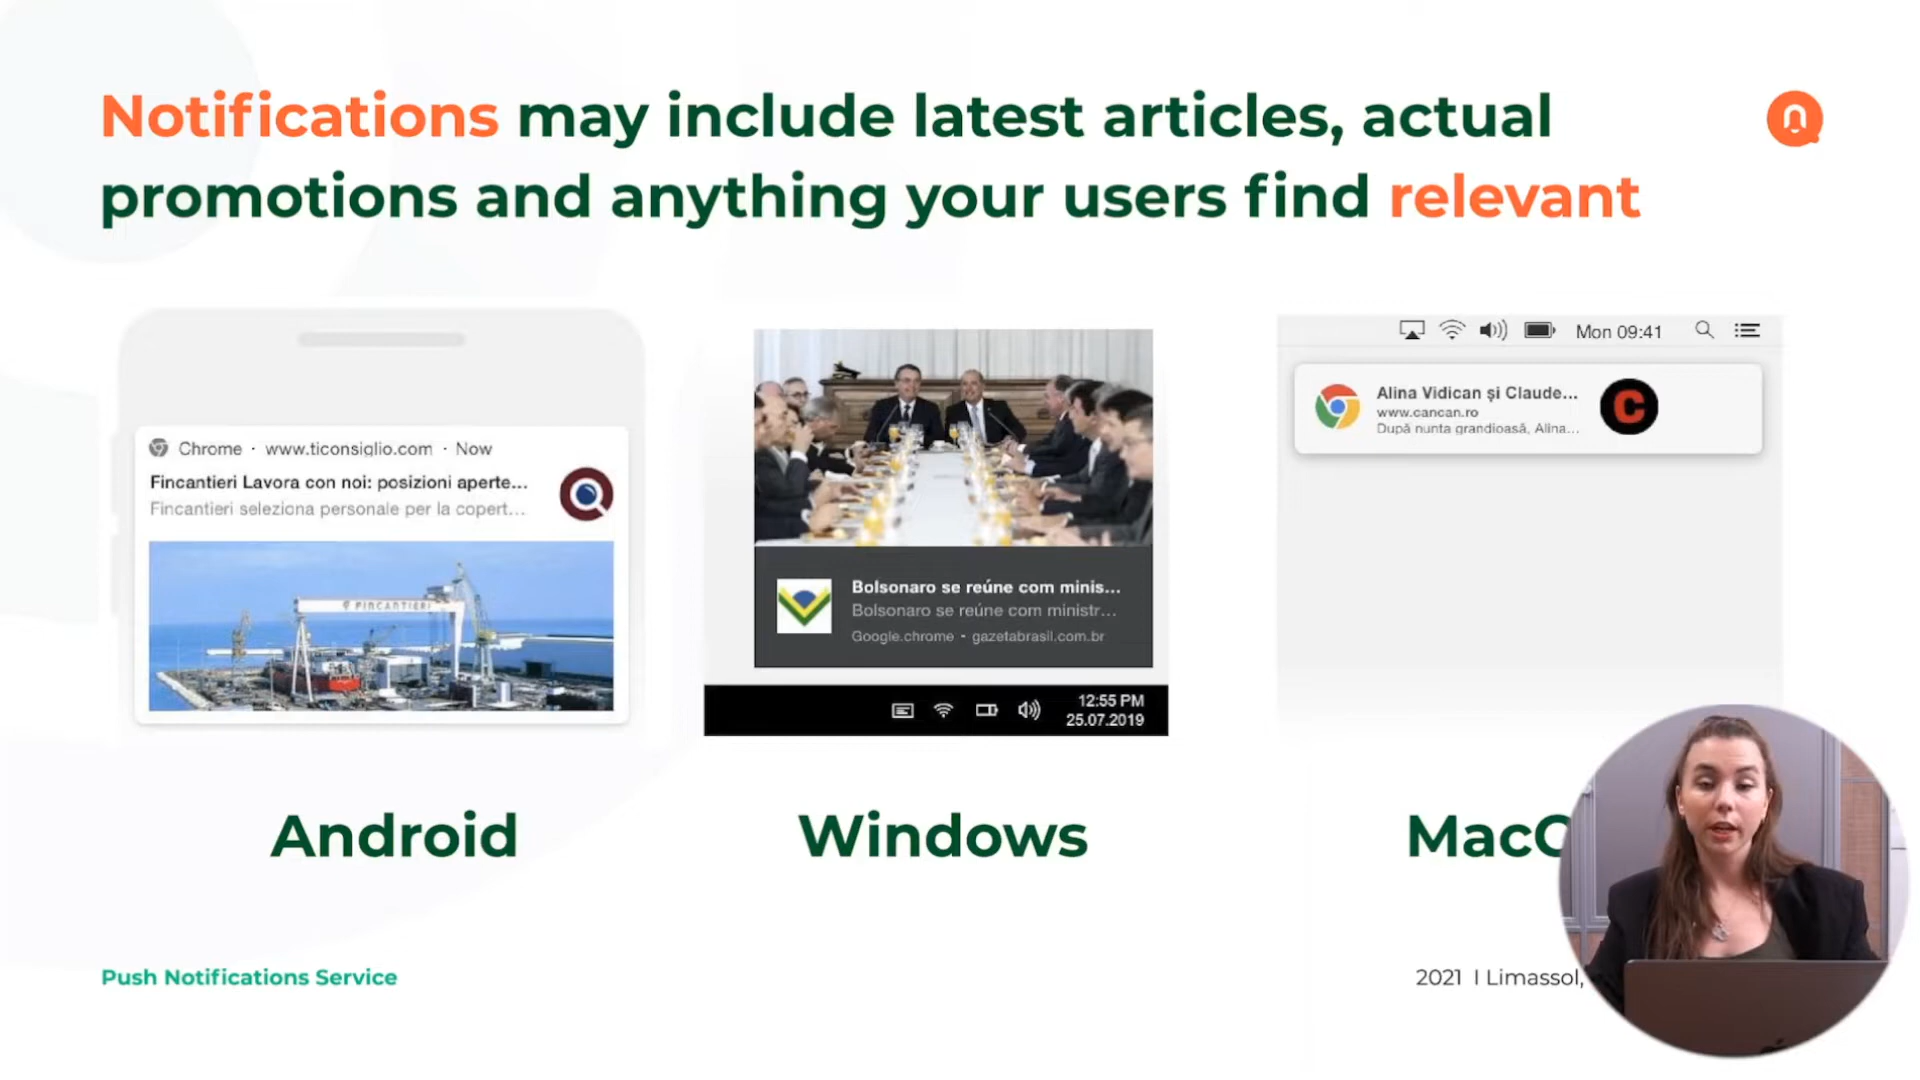 Notifications may include latest articles, actual
promotions and anything your users find relevant
Chrome · www.ticonsiglio.com · Now
Fincantieri Lavora con noi: posizioni aperte...
Fincantieri seleziona personale per la copert...
FINCANTIERI
Bolsonaro se reúne com minis...
Bolsonaro se reúne com ministr...
Google.chrome • gazetabrasil.com.br
12:55 PM
25.07.2019
Mon 09:41
Alina Vidican și Claude...
www.cancan.ro
După nunta grandioasă, Alina...
C
Android
Windows
MacO
Push Notifications Service
2021 I Limassol,